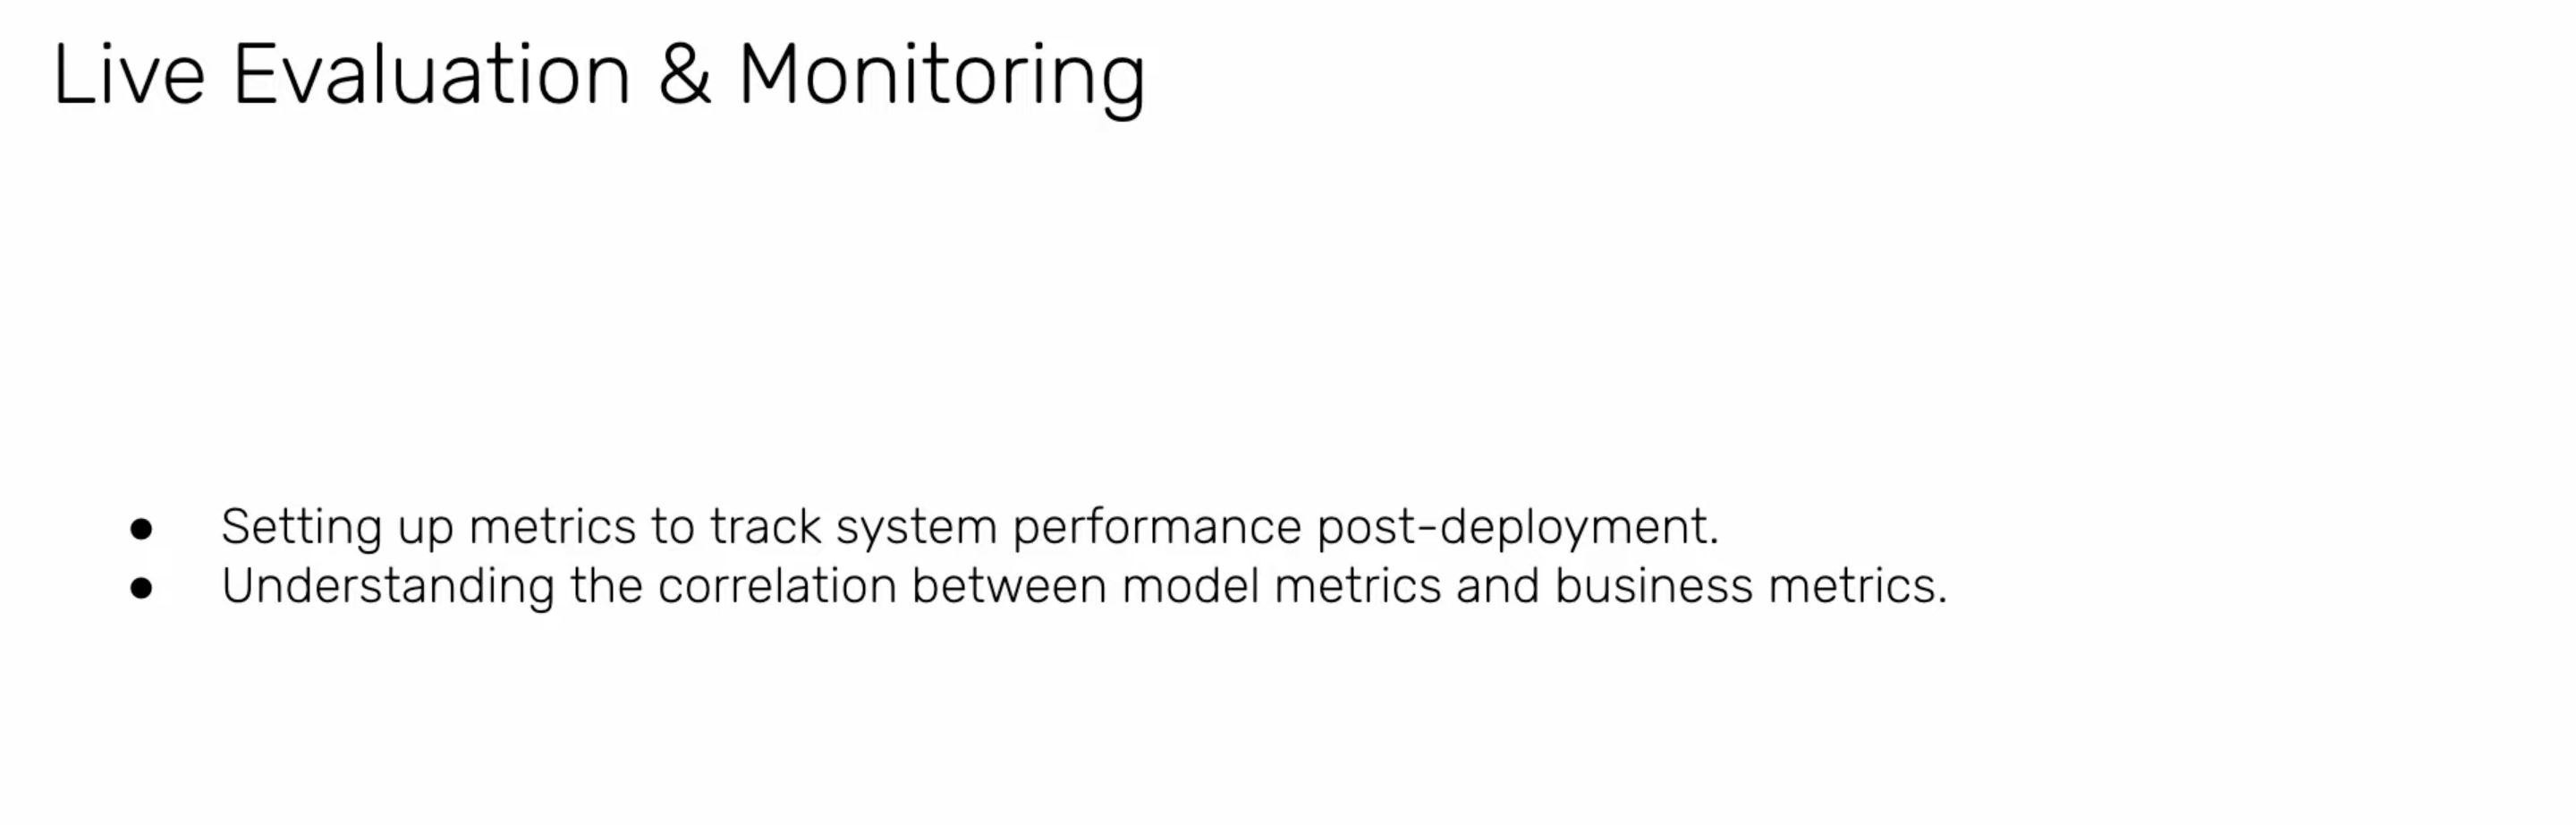 Live Evaluation & Monitoring
● Setting up metrics to track system performance post-deployment.
● Understanding the correlation between model metrics and business metrics.